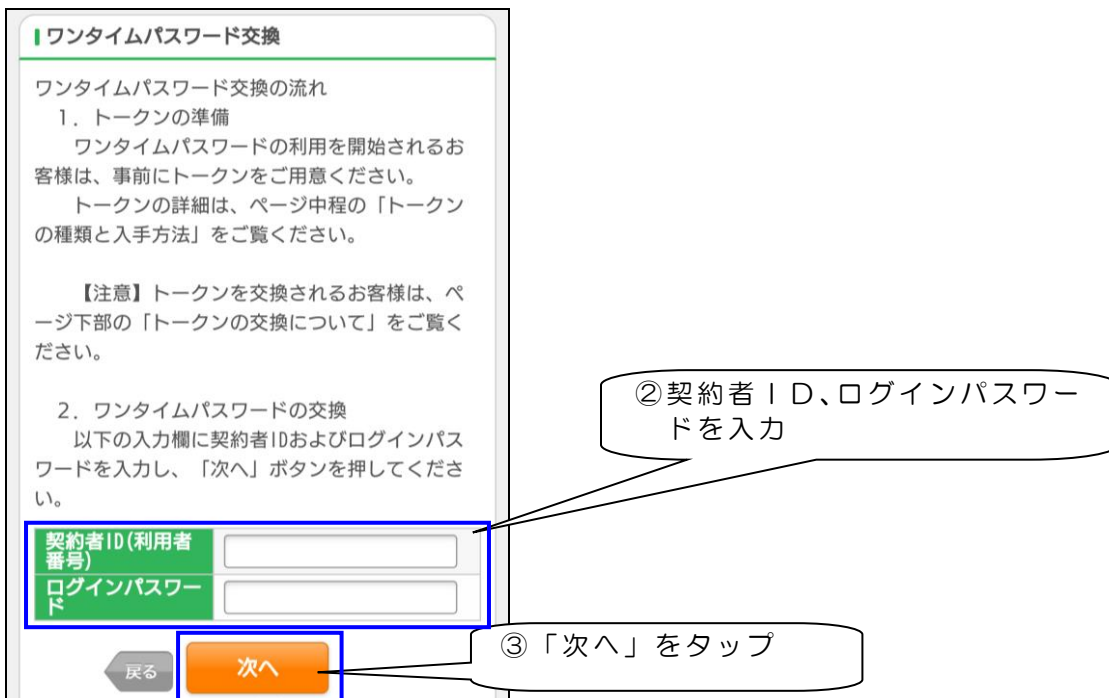 ワンタイムパスワード交換
ワンタイムパスワード交換の流れ
1．トークンの準備
ワンタイムパスワードの利用を開始されるお
客様は、事前にトークンをご用意ください。
トークンの詳細は、ページ中程の「トークン
の種類と入手方法」をご覧ください。
【注意】トークンを交換されるお客様は、ペ
ージ下部の「トークンの交換について」をご覧く
ださい。
2．ワンタイムパスワードの交換
以下の入力欄に契約者IDおよびログインパス
ワードを入力し、「次へ」ボタンを押してくださ
い。
②契約者ＩＤ、ログインパスワー
ドを入力
契約者ID(利用者
番号)
ログインパスワー
ド
戻る
次へ
③「次へ」をタップ